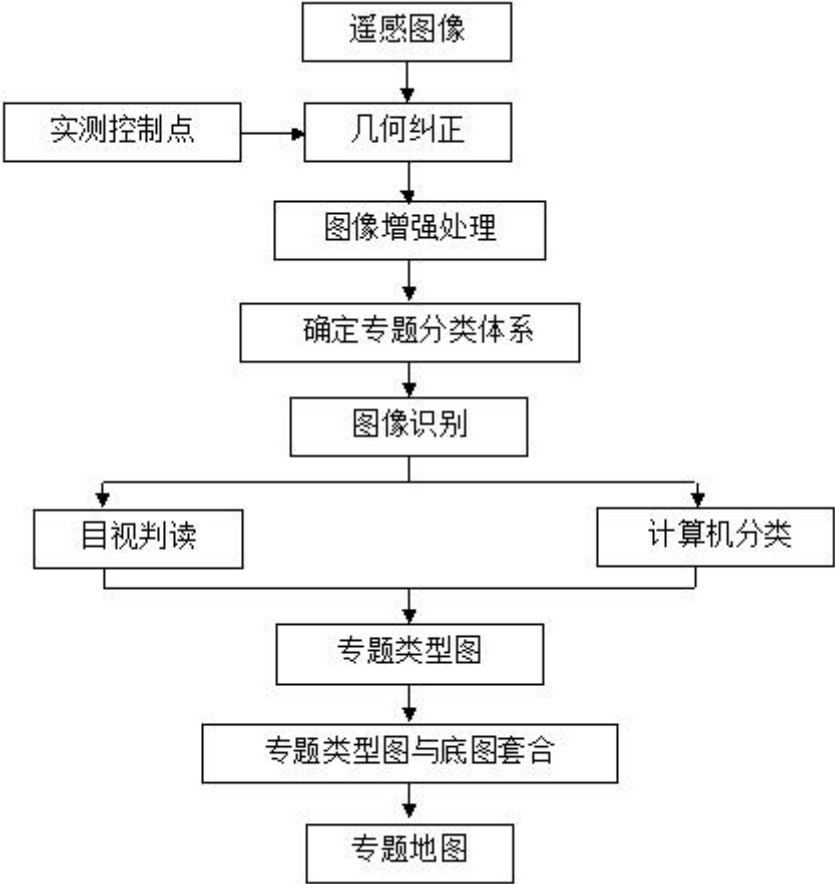 遥感图像
实测控制点
几何纠正
图像增强处理
确定专题分类体系
图像识别
目视判读
计算机分类
专题类型图
专题类型图与底图套合
专题地图